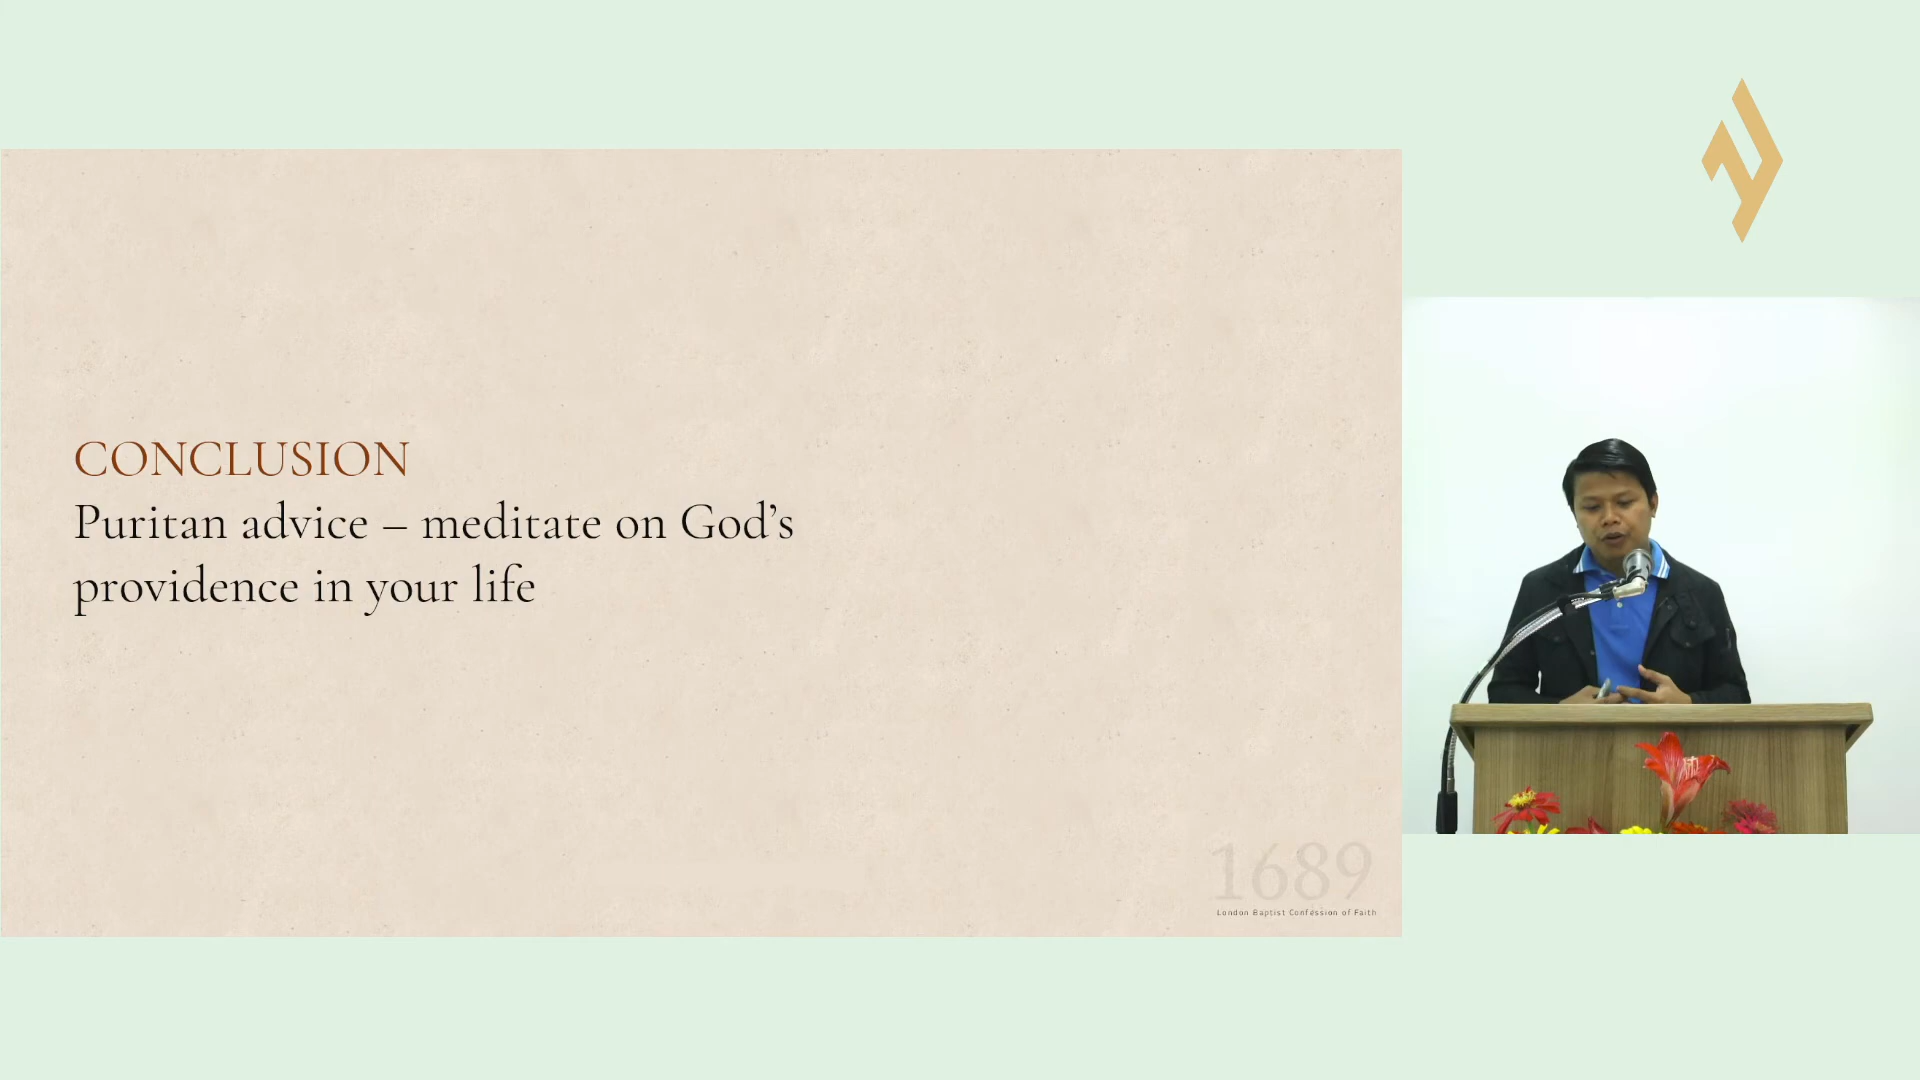 CONCLUSION
Puritan advice – meditate on God’s
providence in your life
1689
London Baptist Confession of Faith